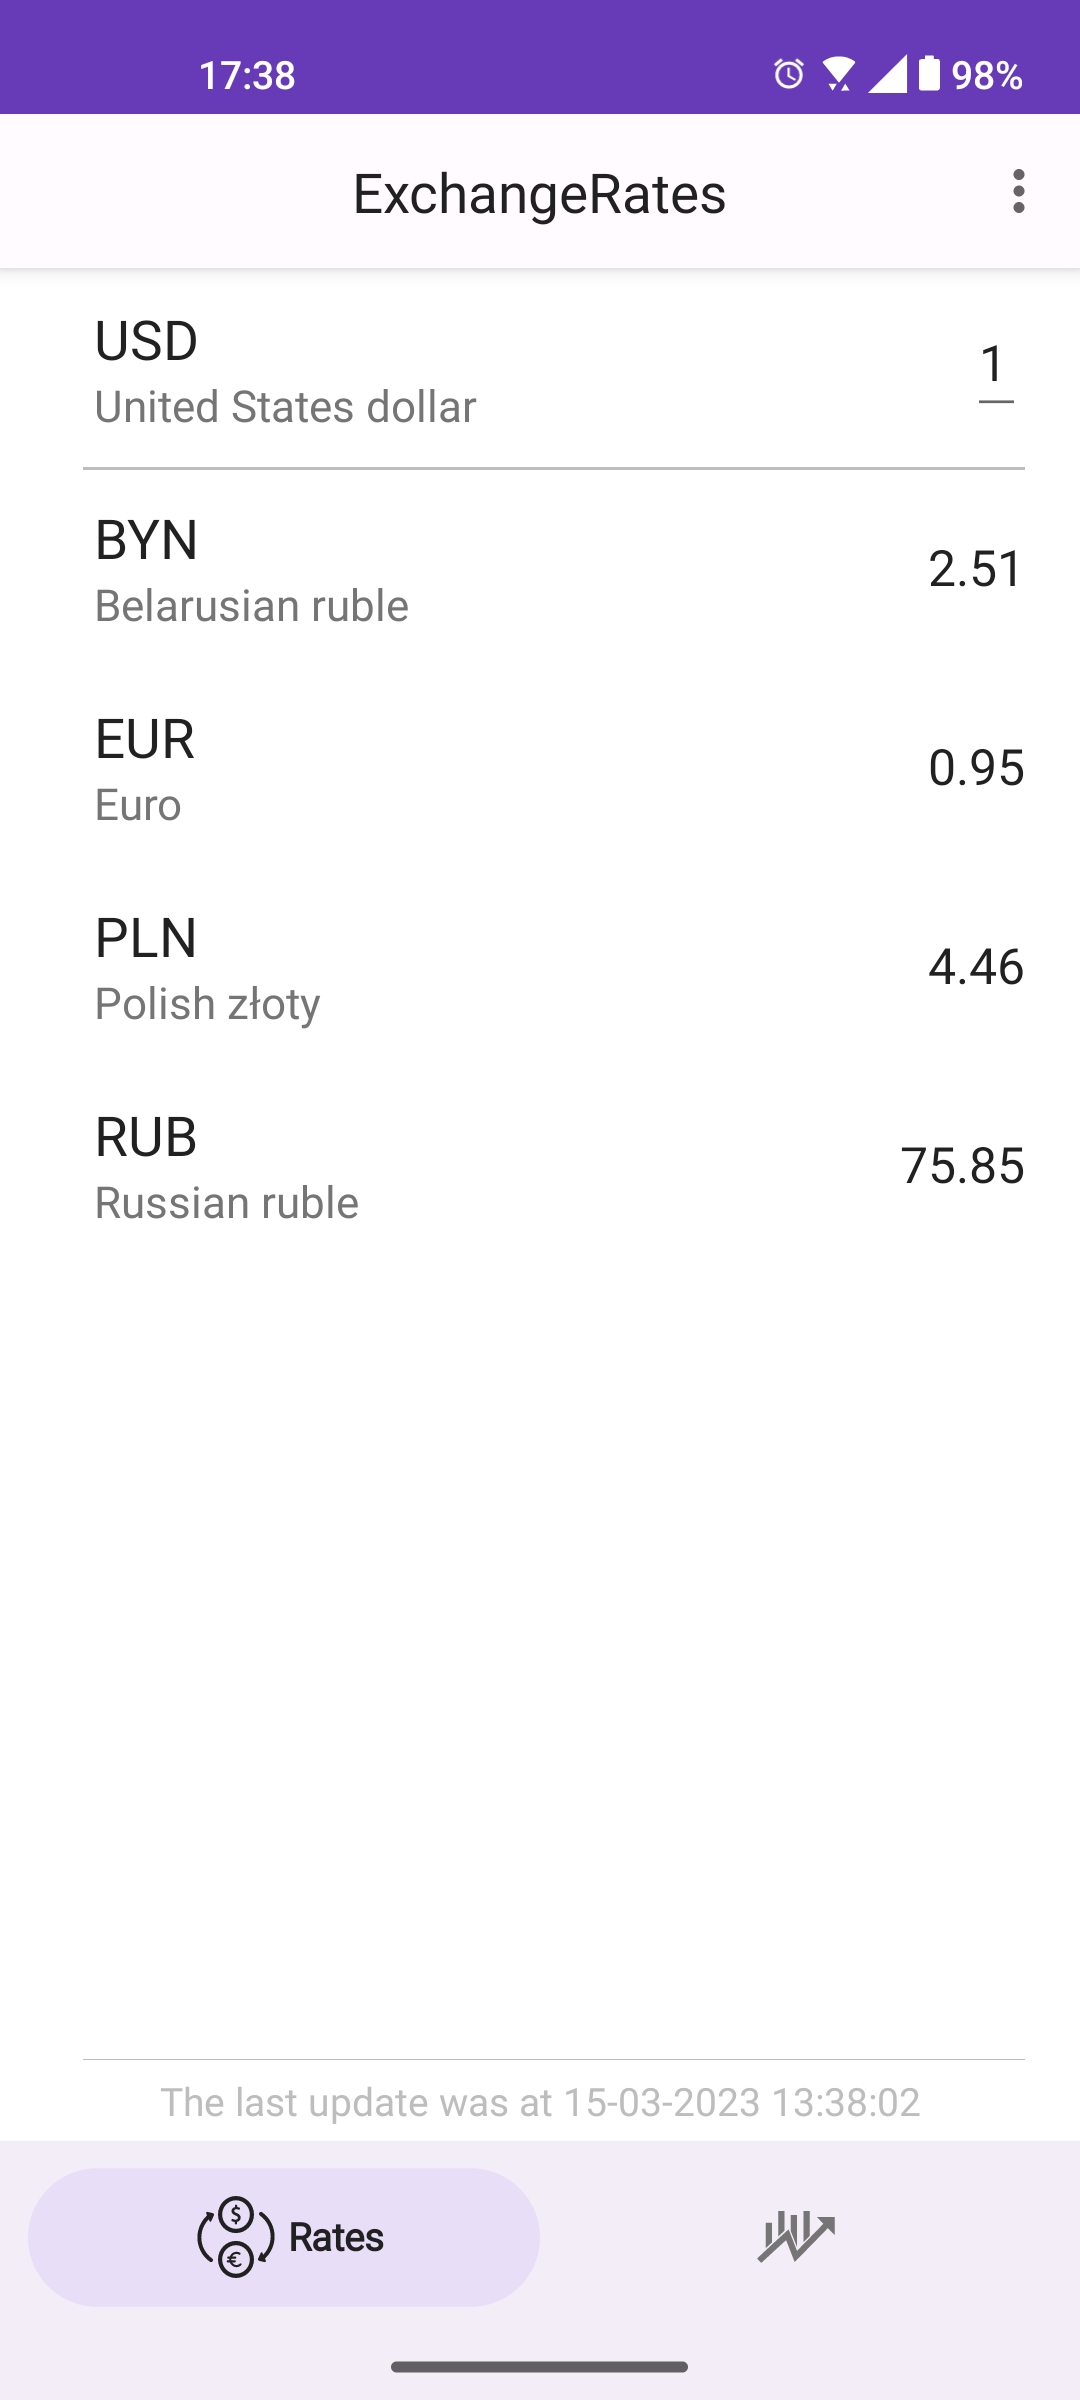 17:38 98%
ExchangeRates
USD
United States dollar
1
BYN
Belarusian ruble
2.51
EUR
Euro
0.95
PLN
Polish złoty
4.46
RUB
Russian ruble
75.85
The last update was at 15-03-2023 13:38:02
$
€
Rates